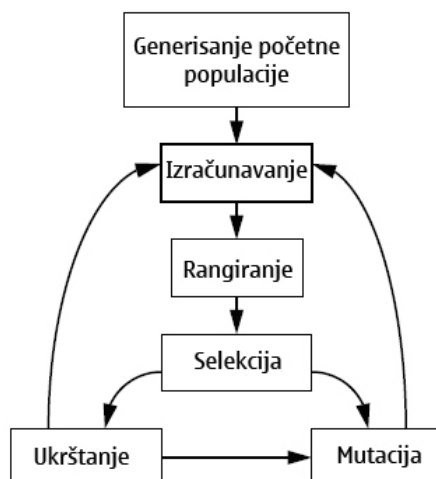 Generisanje početne
populacije
Izračunavanje
Rangiranje
Selekcija
Ukrštanje
Mutacija